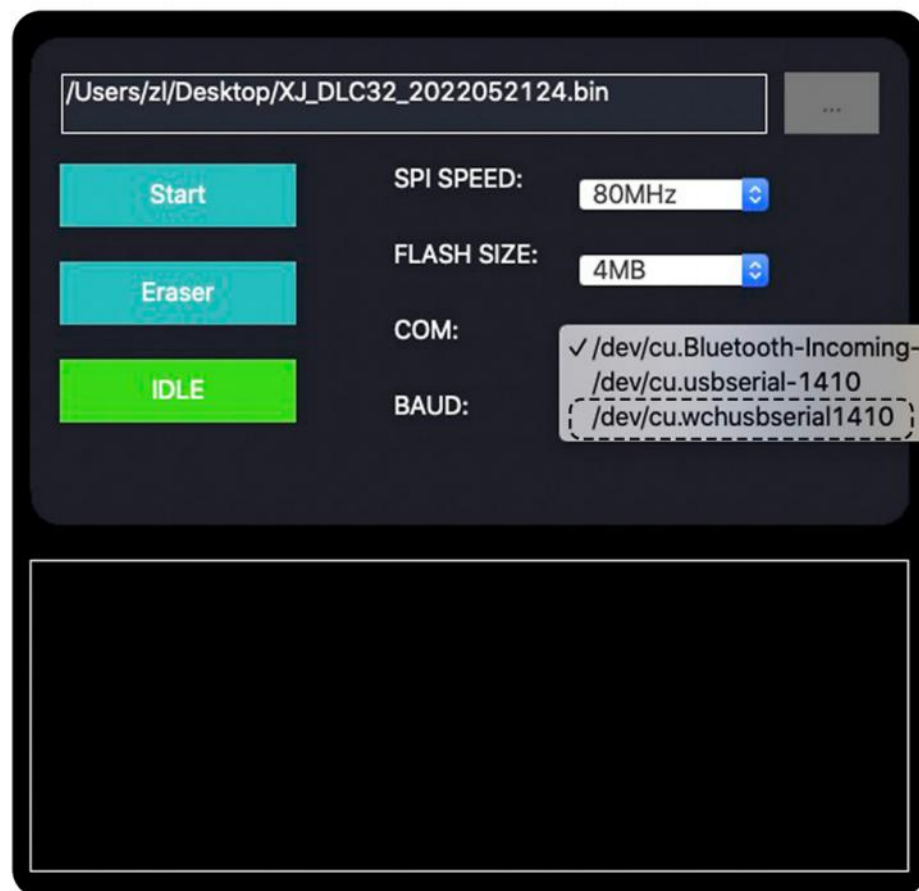 /Users/zl/Desktop/XJ_DLC32_2022052124.bin
...
Start
SPI SPEED:
80MHz
FLASH SIZE:
4MB
Eraser
COM:
✓ /dev/cu.Bluetooth-Incoming-
/dev/cu.usbserial-1410
/dev/cu.wchusbserial1410
IDLE
BAUD: